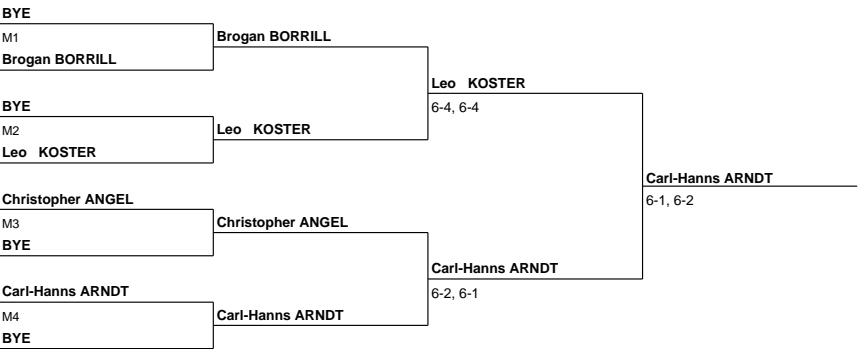 BYE
M1
Brogan BORRILL
BYE
M2
Leo KOSTER
Christopher ANGEL
M3
BYE
Carl-Hanns ARNDT
M4
BYE
Brogan BORRILL
Leo KOSTER
Christopher ANGEL
Carl-Hanns ARNDT
Leo KOSTER
6-4, 6-4
Carl-Hanns ARNDT
6-2, 6-1
Carl-Hanns ARNDT
6-1, 6-2